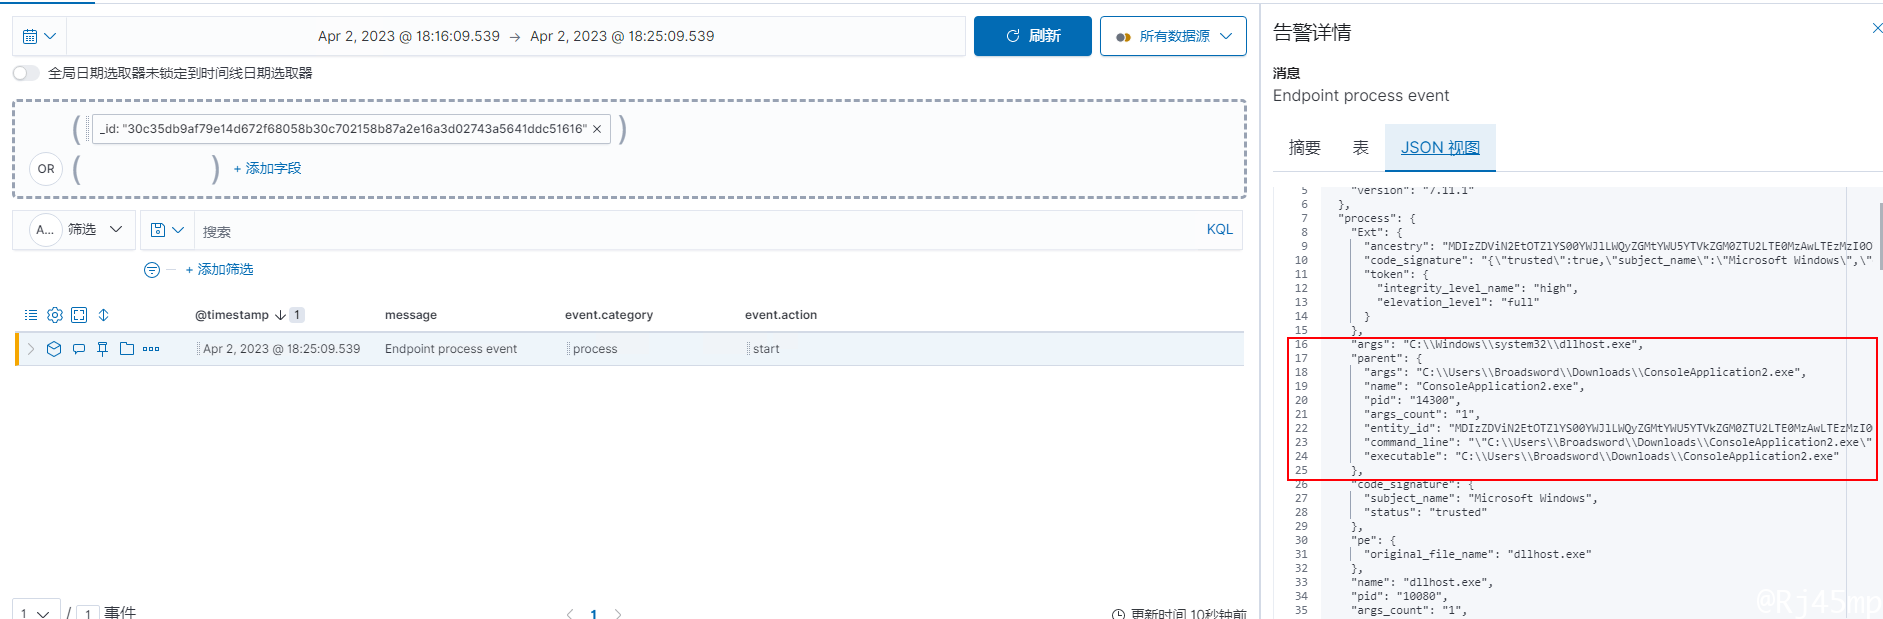 Apr 2, 2023 @ 18:16:09.539 → Apr 2, 2023 @ 18:25:09.539
刷新
所有数据源
全局日期选取器未锁定到时间线日期选取器
( _id: "30c35db9af79e14d672f68058b30c702158b87a2e16a3d02743a5641ddc51616" × )
OR ( ) + 添加字段
A... 筛选
搜索
KQL
+ 添加筛选
@timestamp ↓ 1 message event.category event.action
Apr 2, 2023 @ 18:25:09.539 Endpoint process event process start
1 / 1 事件
< 1 >
更新时间 10秒钟前
告警详情
消息
Endpoint process event
摘要 表 JSON 视图
5 "version": "7.11.1"
6 },
7 "process": {
8 "Ext": {
9 "ancestry":
10 "code_signature": "{\"trusted\":true,\"subject_name\":\"Microsoft Windows\",\"
11 "token": {
12 "integrity_level_name": "high",
13 "elevation_level": "full"
14 }
15 },
16 "args": "C:\\Windows\\system32\\dllhost.exe",
17 "parent": {
18 "args": "C:\\Users\\Broadsword\\Downloads\\ConsoleApplication2.exe",
19 "name": "ConsoleApplication2.exe",
20 "pid": "14300",
21 "args_count": "1",
22 "entity_id":
23 "command_line": "\"C:\\Users\\Broadsword\\Downloads\\ConsoleApplication2.exe\"
24 "executable": "C:\\Users\\Broadsword\\Downloads\\ConsoleApplication2.exe"
25 },
26 "code_signature": {
27 "subject_name": "Microsoft Windows",
28 "status": "trusted"
29 },
30 "pe": {
31 "original_file_name": "dllhost.exe"
32 },
33 "name": "dllhost.exe",
34 "pid": "10080",
35 "args_count": "1",
@Rj45mp